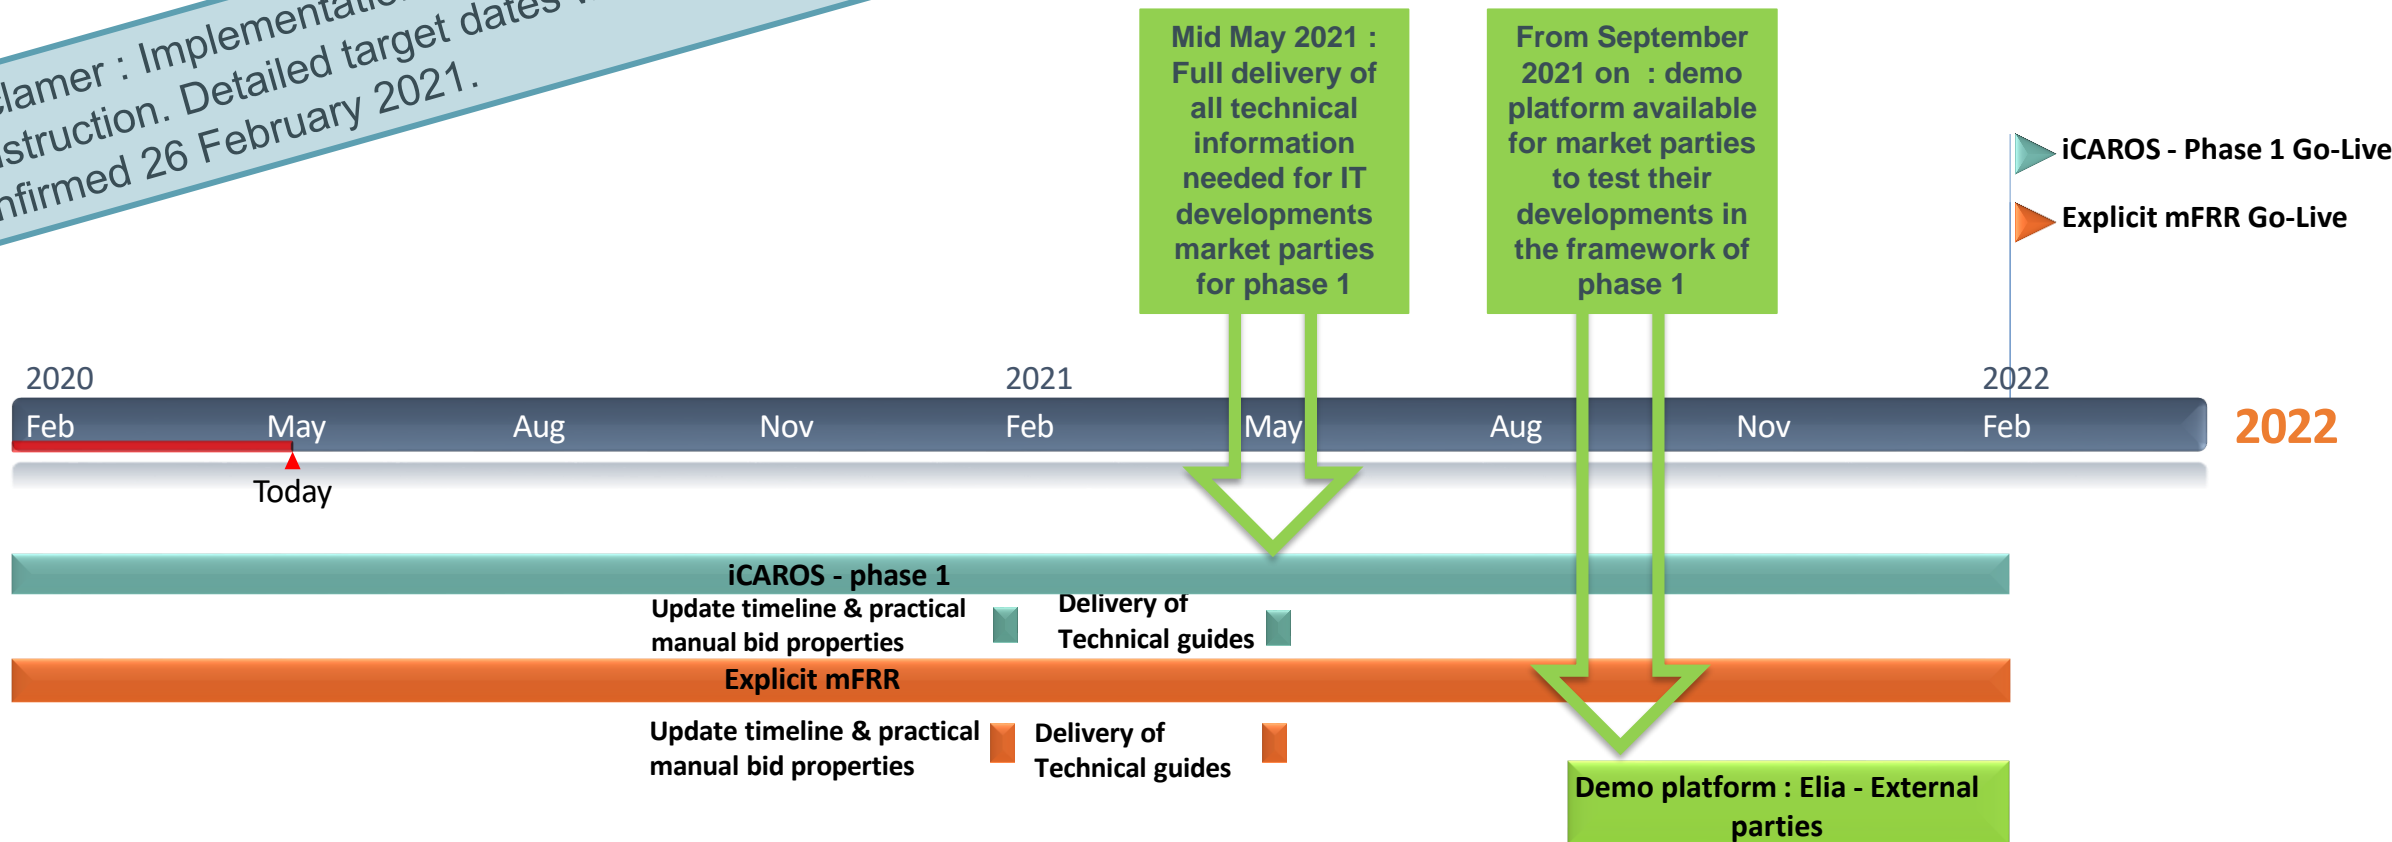 clamer : Implementation
struction. Detailed target dates
nfirmed 26 February 2021.
Mid May 2021 :
Full delivery of
all technical
information
needed for IT
developments
market parties
for phase 1
From September
2021 on : demo
platform available
for market parties
to test their
developments in
the framework of
phase 1
iCAROS - Phase 1 Go-Live
Explicit mFRR Go-Live
2020
2021
2022
Feb
May
Aug
Nov
Feb
May
Aug
Nov
Feb
2022
Today
iCAROS - phase 1
Update timeline & practical
manual bid properties
Delivery of
Technical guides
Explicit mFRR
Update timeline & practical
manual bid properties
Delivery of
Technical guides
Demo platform : Elia - External
parties